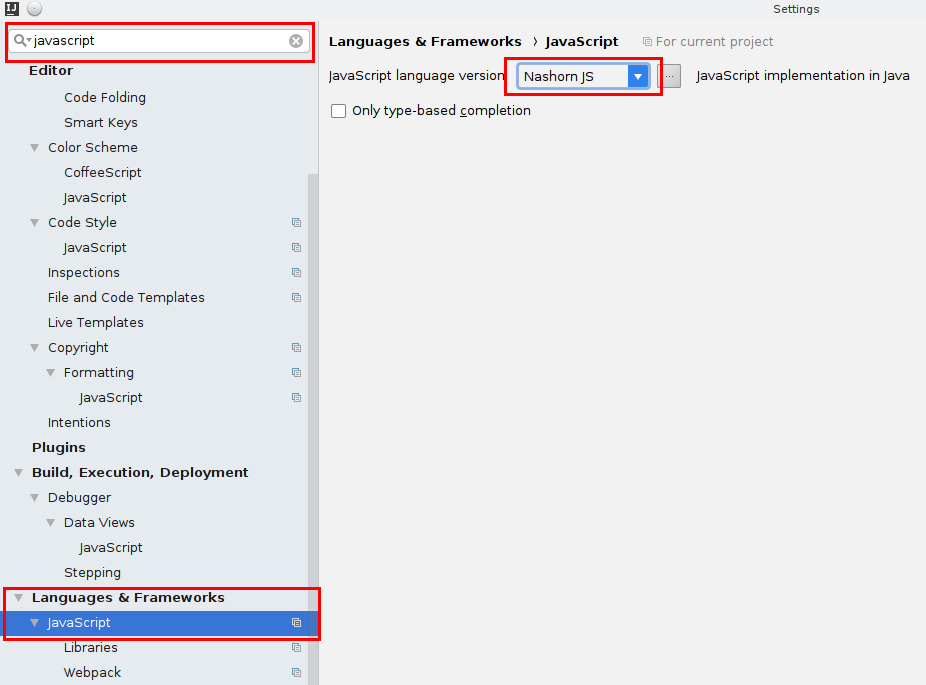 IJ
Settings
javascript
Editor
Code Folding
Smart Keys
Color Scheme
CoffeeScript
JavaScript
Code Style
JavaScript
Inspections
File and Code Templates
Live Templates
Copyright
Formatting
JavaScript
Intentions
Plugins
Build, Execution, Deployment
Debugger
Data Views
JavaScript
Stepping
Languages & Frameworks
JavaScript
Libraries
Webpack
Languages & Frameworks › JavaScript For current project
JavaScript language version Nashorn JS ... JavaScript implementation in Java
Only type-based completion